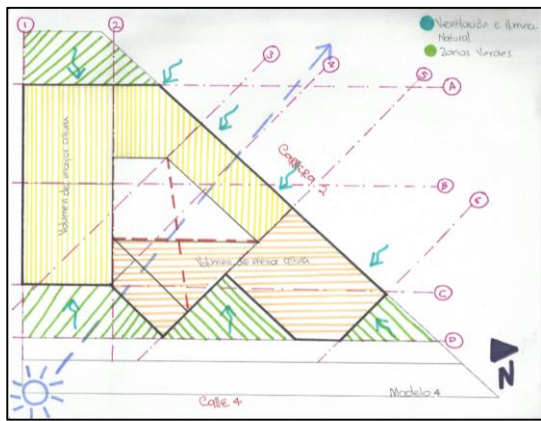 1
2
Ventilación e Ilumina.
Natural
Zonas Verdes
3
4
5
A
Volumen de mayor altura
Carrera 2
B
6
Volumen de menor altura
C
D
N
Modelo 4
Calle 4